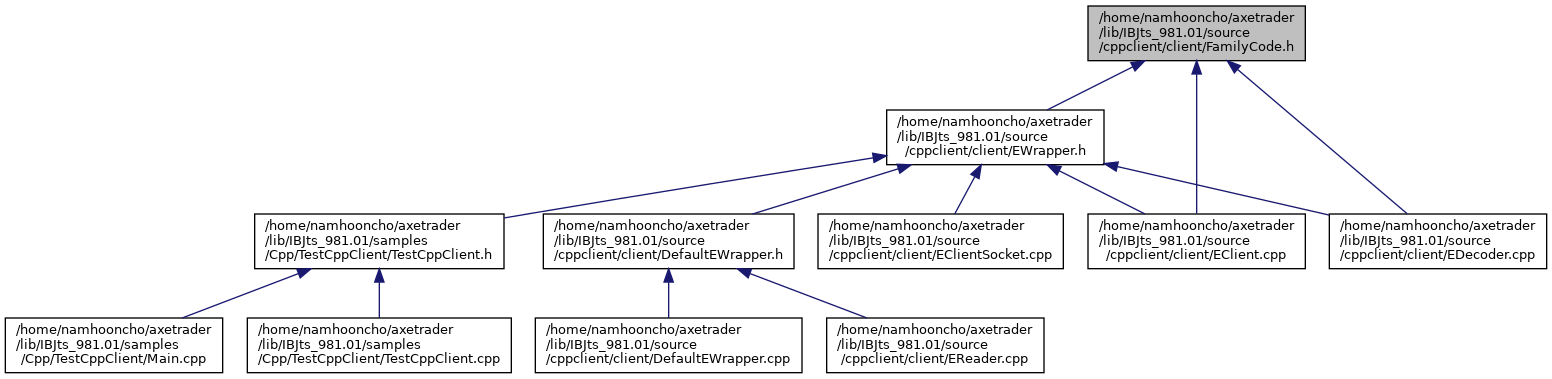 /home/namhooncho/axetrader
/lib/IBJts_981.01/source
/cppclient/client/FamilyCode.h
/home/namhooncho/axetrader
/lib/IBJts_981.01/source
/cppclient/client/EWrapper.h
/home/namhooncho/axetrader
/lib/IBJts_981.01/samples
/Cpp/TestCppClient/TestCppClient.h
/home/namhooncho/axetrader
/lib/IBJts_981.01/source
/cppclient/client/DefaultEWrapper.h
/home/namhooncho/axetrader
/lib/IBJts_981.01/source
/cppclient/client/EClientSocket.cpp
/home/namhooncho/axetrader
/lib/IBJts_981.01/source
/cppclient/client/EClient.cpp
/home/namhooncho/axetrader
/lib/IBJts_981.01/source
/cppclient/client/EDecoder.cpp
/home/namhooncho/axetrader
/lib/IBJts_981.01/samples
/Cpp/TestCppClient/Main.cpp
/home/namhooncho/axetrader
/lib/IBJts_981.01/samples
/Cpp/TestCppClient/TestCppClient.cpp
/home/namhooncho/axetrader
/lib/IBJts_981.01/source
/cppclient/client/DefaultEWrapper.cpp
/home/namhooncho/axetrader
/lib/IBJts_981.01/source
/cppclient/client/EReader.cpp